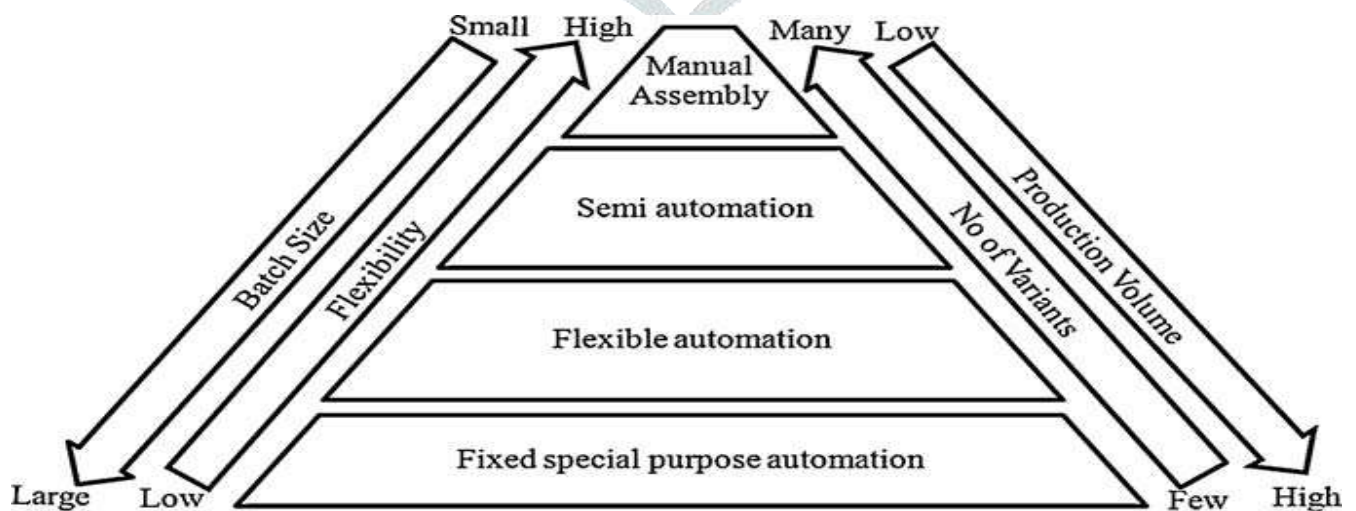 Small High Many Low
Manual
Assembly
Semi automation
Flexible automation
Fixed special purpose automation
Batch Size
Flexibility
No of Variants
Production Volume
Large Low Few High